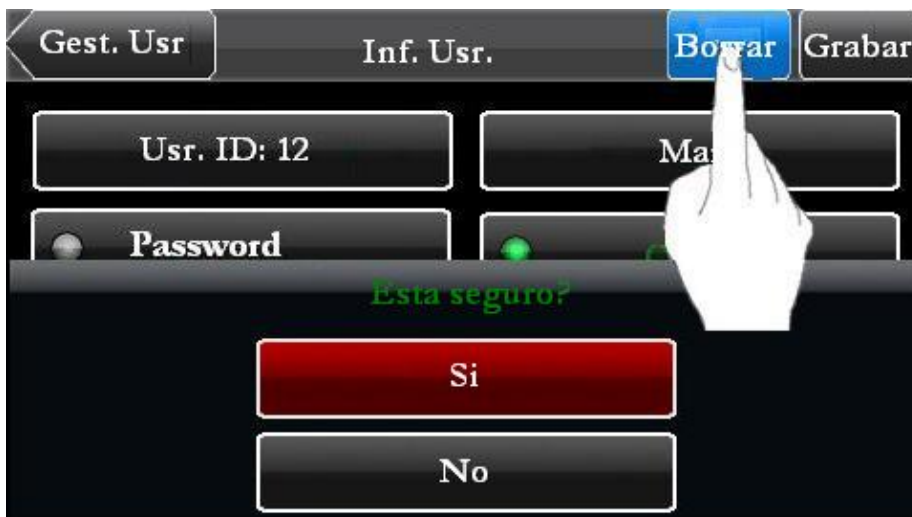 Gest. Usr
Inf. Usr.
Borrar
Grabar
Usr. ID: 12
Password
Esta seguro?
Si
No